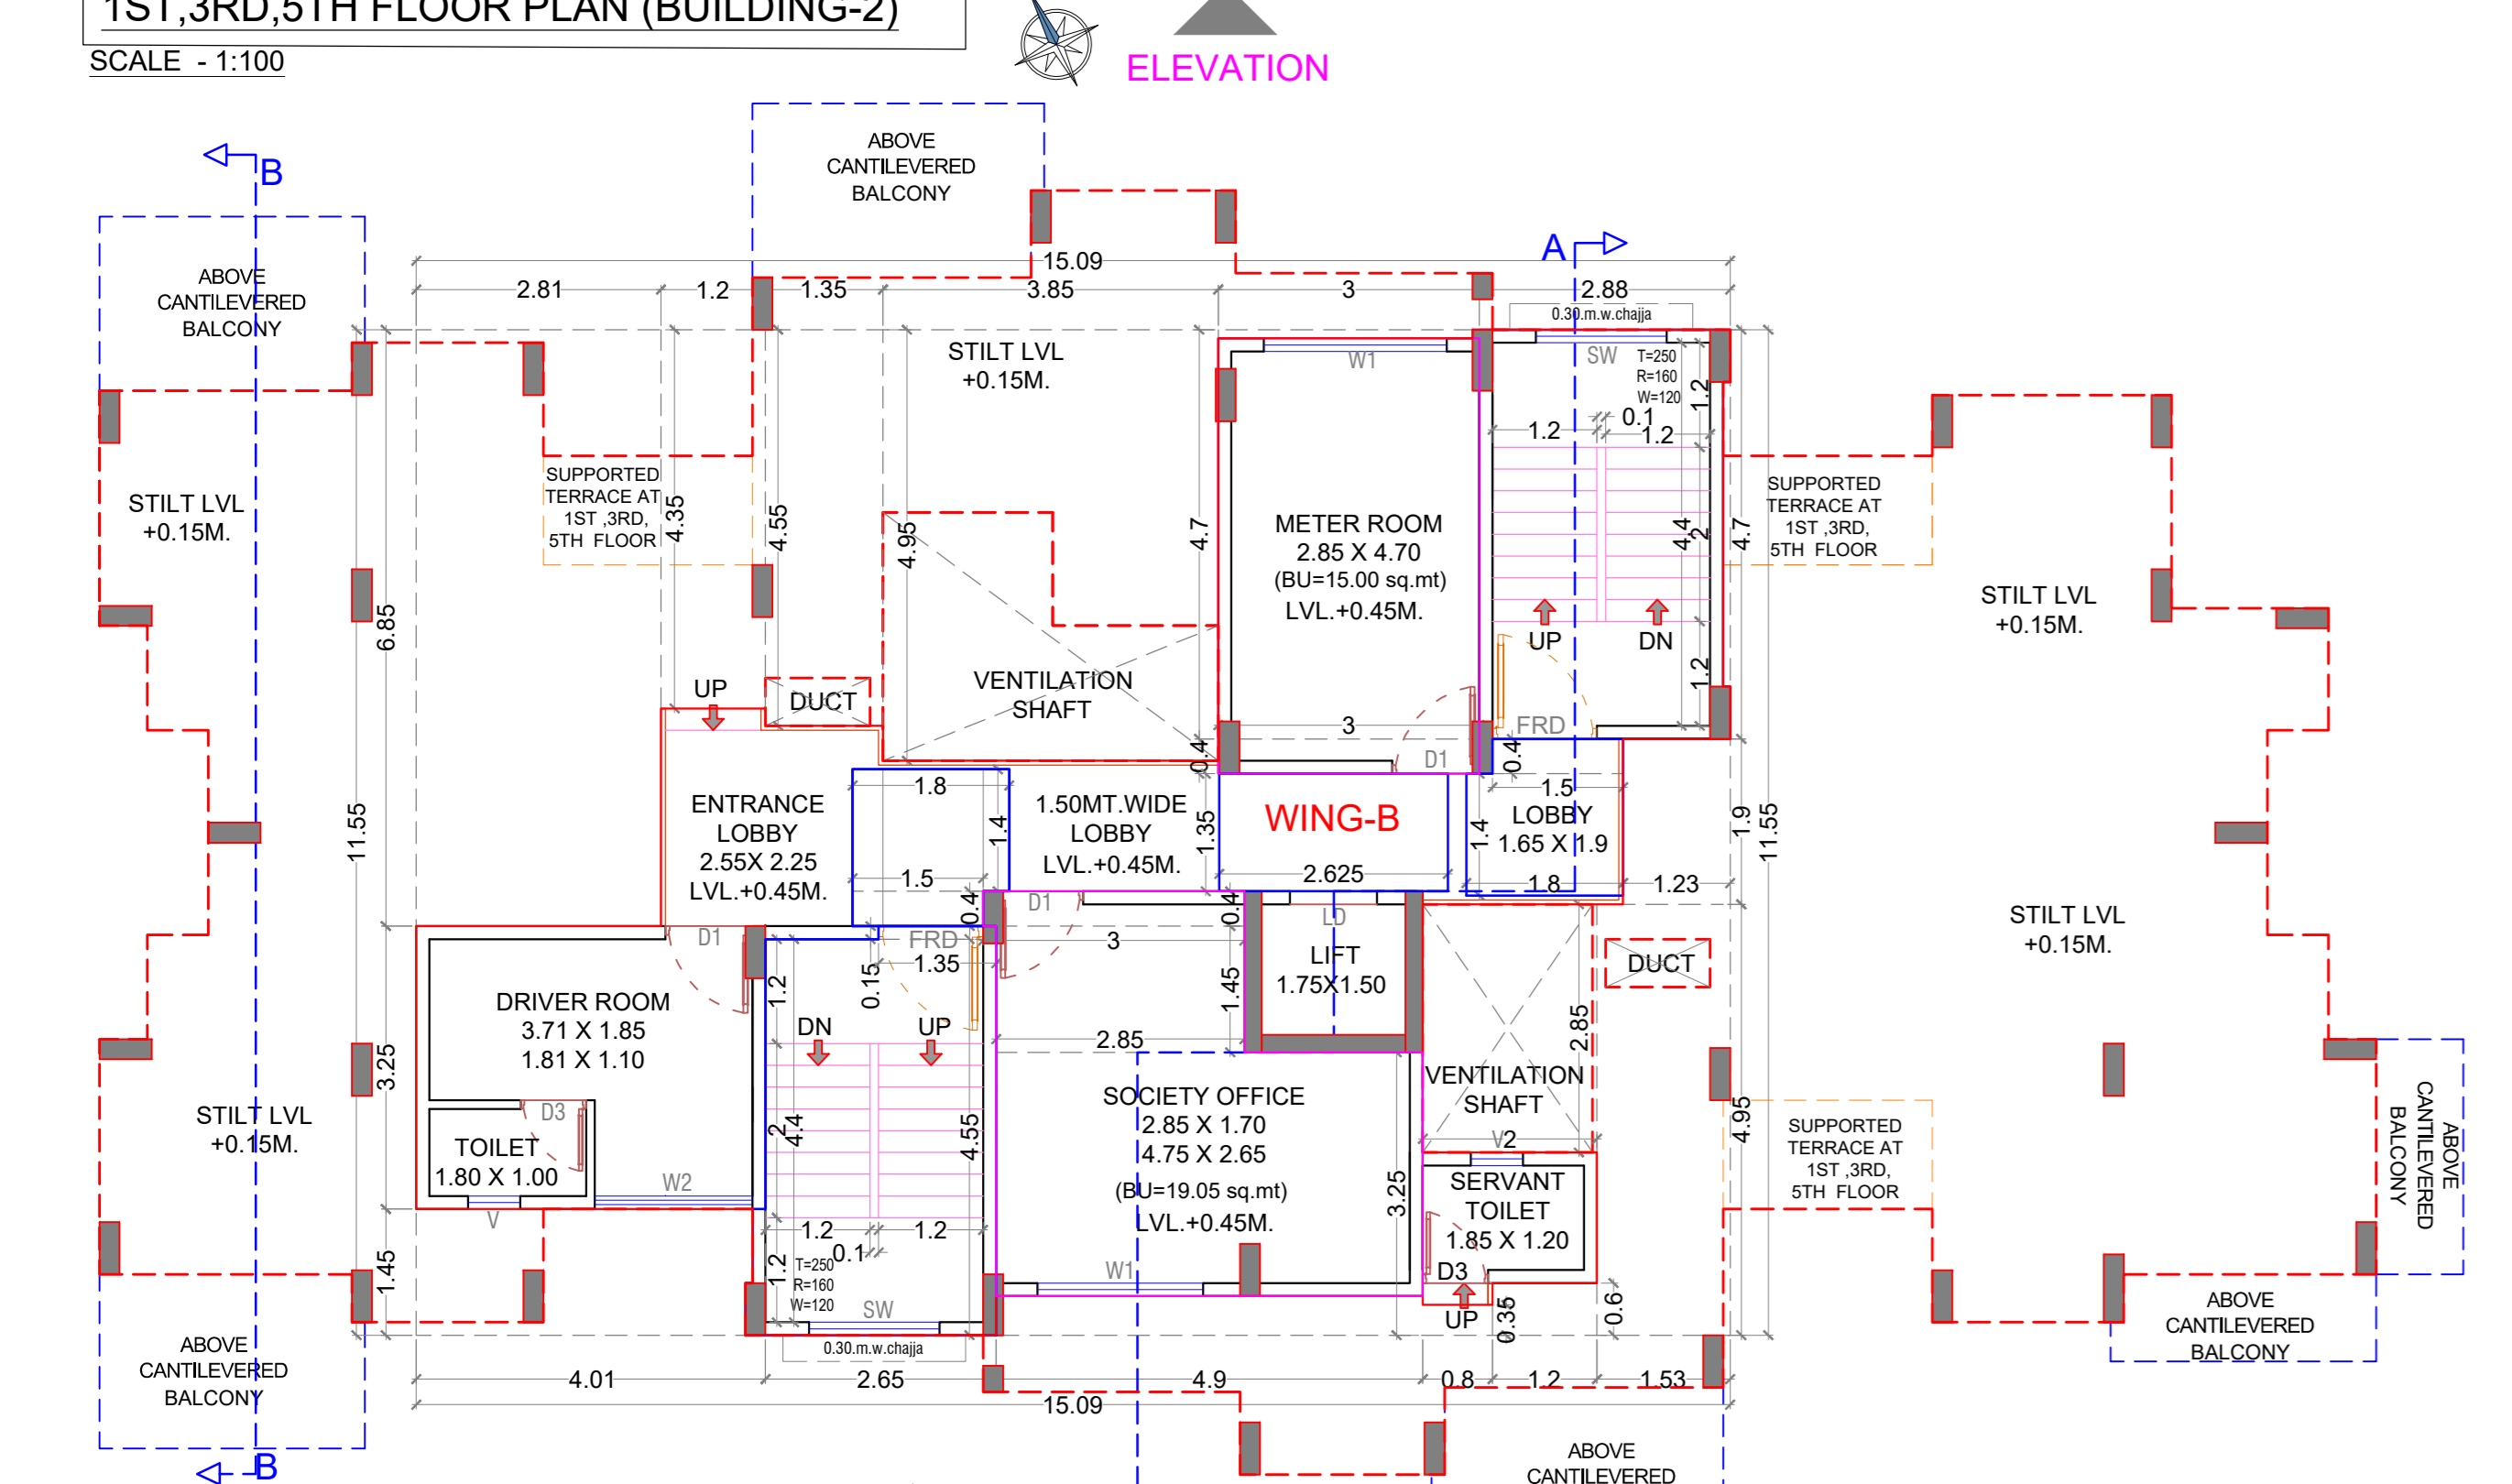 1ST,3RD,5TH FLOOR PLAN (BUILDING-2)
SCALE - 1:100
ELEVATION
ABOVE
CANTILEVERED
BALCONY
B
A
ABOVE
CANTILEVERED
BALCONY
15.09
2.81
1.2
1.35
3.85
3
2.88
0.30.m.w.chajja
STILT LVL
+0.15M.
W1
SW
T=250
R=160
W=120
1.2
0.1
1.2
1.2
STILT LVL
+0.15M.
SUPPORTED
TERRACE AT
1ST ,3RD,
5TH FLOOR
4.35
4.55
4.95
4.7
METER ROOM
2.85 X 4.70
(BU=15.00 sq.mt)
LVL.+0.45M.
4.4
2
4.7
SUPPORTED
TERRACE AT
1ST ,3RD,
5TH FLOOR
STILT LVL
+0.15M.
6.85
UP
DN
1.2
UP
DUCT
VENTILATION
SHAFT
3
FRD
D1
0.4
0.4
11.55
ENTRANCE
LOBBY
2.55X 2.25
LVL.+0.45M.
1.8
1.4
1.5
1.50MT.WIDE
LOBBY
LVL.+0.45M.
1.35
WING-B
2.625
1.5
LOBBY
1.65 X 1.9
1.4
1.8
1.23
1.9
11.55
STILT LVL
+0.15M.
D1
FRD
1.35
0.4
0.15
D1
3
0.4
1.45
LD
LIFT
1.75X1.50
DUCT
DRIVER ROOM
3.71 X 1.85
1.81 X 1.10
1.2
DN
UP
2.85
2.85
3.25
SOCIETY OFFICE
2.85 X 1.70
4.75 X 2.65
(BU=19.05 sq.mt)
LVL.+0.45M.
VENTILATION
SHAFT
V2
STILT LVL
+0.15M.
D3
TOILET
1.80 X 1.00
W2
V
2
4.4
4.55
3.25
SERVANT
TOILET
1.85 X 1.20
D3
UP
4.95
SUPPORTED
TERRACE AT
1ST ,3RD,
5TH FLOOR
ABOVE
CANTILEVERED
BALCONY
1.45
1.2
1.2
0.1
1.2
T=250
R=160
W=120
SW
W1
0.35
0.6
ABOVE
CANTILEVERED
BALCONY
ABOVE
CANTILEVERED
BALCONY
0.30.m.w.chajja
4.01
2.65
4.9
0.8
1.2
1.53
15.09
B
ABOVE
CANTILEVERED